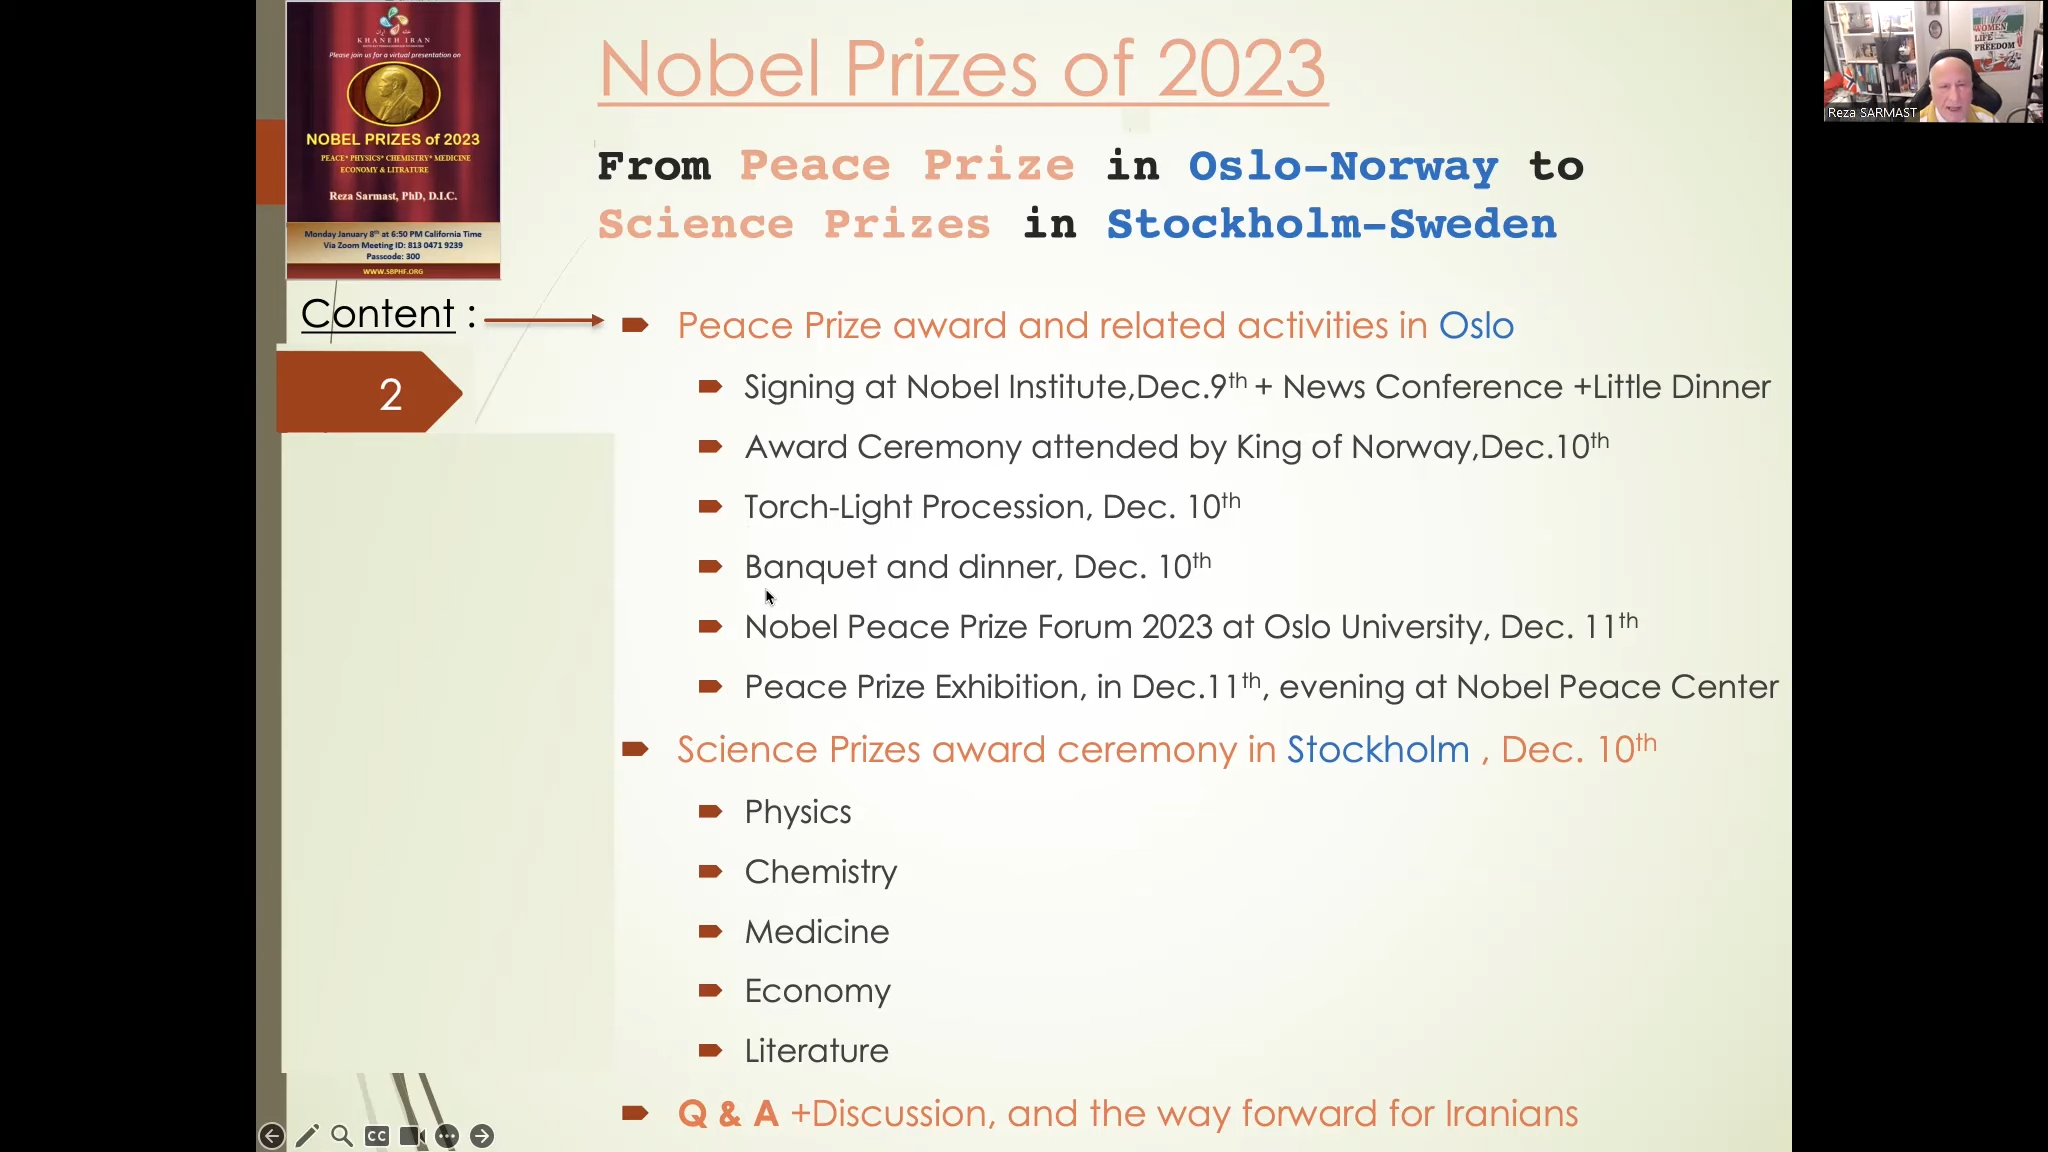 KHANEH IRAN
Please join us for a virtual presentation on
NOBEL PRIZES of 2023
PEACE* PHYSICS* CHEMISTRY* MEDICINE
ECONOMY & LITRATURE
Reza Sarmast, PhD, D.I.C.
Monday January 8th at 6:50 PM California Time
Via Zoom Meeting ID: 813 0471 9239
Passcode: 300
WWW.SBPHF.ORG
Nobel Prizes of 2023
From Peace Prize in Oslo-Norway to
Science Prizes in Stockholm-Sweden
Content :
2
Peace Prize award and related activities in Oslo
Signing at Nobel Institute,Dec.9th + News Conference +Little Dinner
Award Ceremony attended by King of Norway,Dec.10th
Torch-Light Procession, Dec. 10th
Banquet and dinner, Dec. 10th
Nobel Peace Prize Forum 2023 at Oslo University, Dec. 11th
Peace Prize Exhibition, in Dec.11th, evening at Nobel Peace Center
Science Prizes award ceremony in Stockholm , Dec. 10th
Physics
Chemistry
Medicine
Economy
Literature
Q & A +Discussion, and the way forward for Iranians
CC
WOMEN
LIFE
FREEDOM
Reza SARMAST